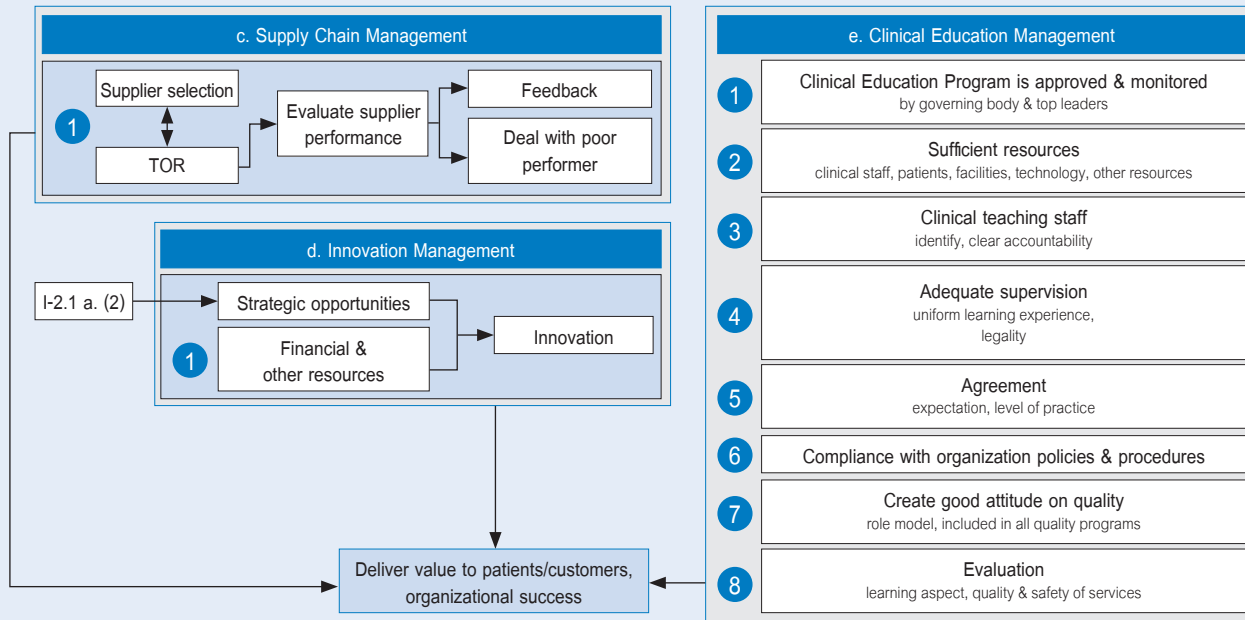 c. Supply Chain Management
1
Supplier selection
TOR
Evaluate supplier
performance
Feedback
Deal with poor
performer
d. Innovation Management
I-2.1 a. (2)
1
Strategic opportunities
Financial &
other resources
Innovation
Deliver value to patients/customers,
organizational success
e. Clinical Education Management
1
Clinical Education Program is approved & monitored
by governing body & top leaders
2
Sufficient resources
clinical staff, patients, facilities, technology, other resources
3
Clinical teaching staff
identify, clear accountability
4
Adequate supervision
uniform learning experience,
legality
5
Agreement
expectation, level of practice
6
Compliance with organization policies & procedures
7
Create good attitude on quality
role model, included in all quality programs
8
Evaluation
learning aspect, quality & safety of services